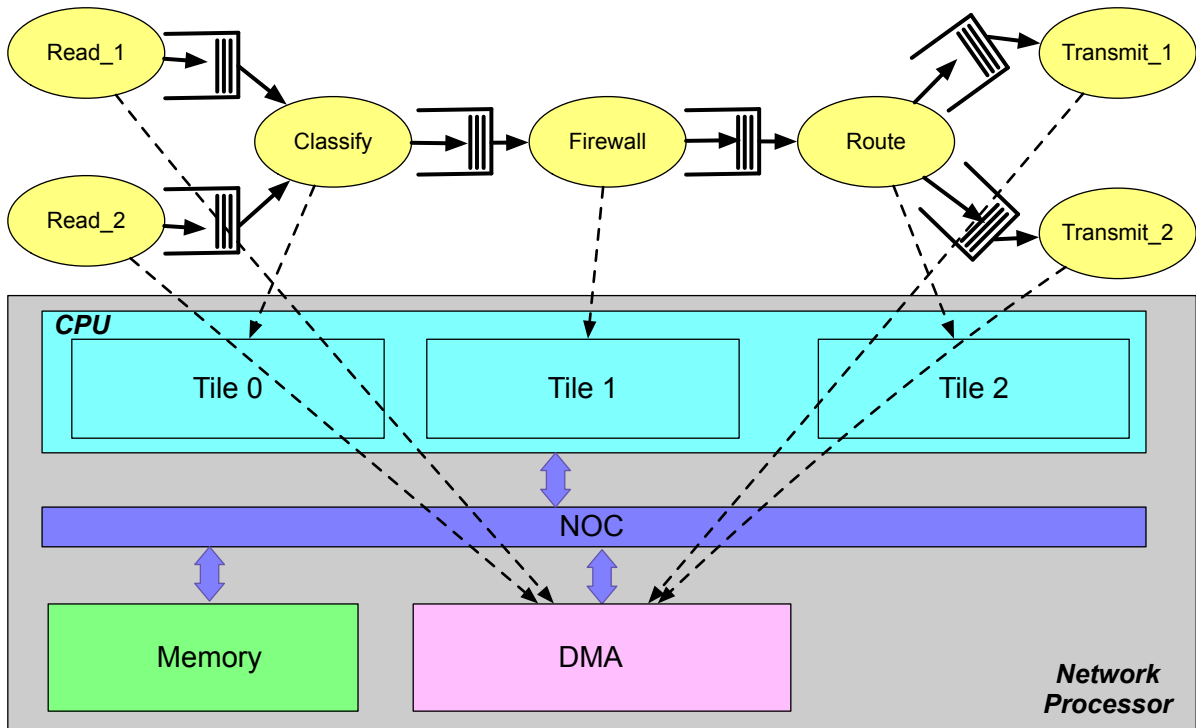 Read_1
Transmit_1
Classify
Firewall
Route
Read_2
Transmit_2
CPU
Tile 0
Tile 1
Tile 2
NOC
Memory
DMA
Network
Processor